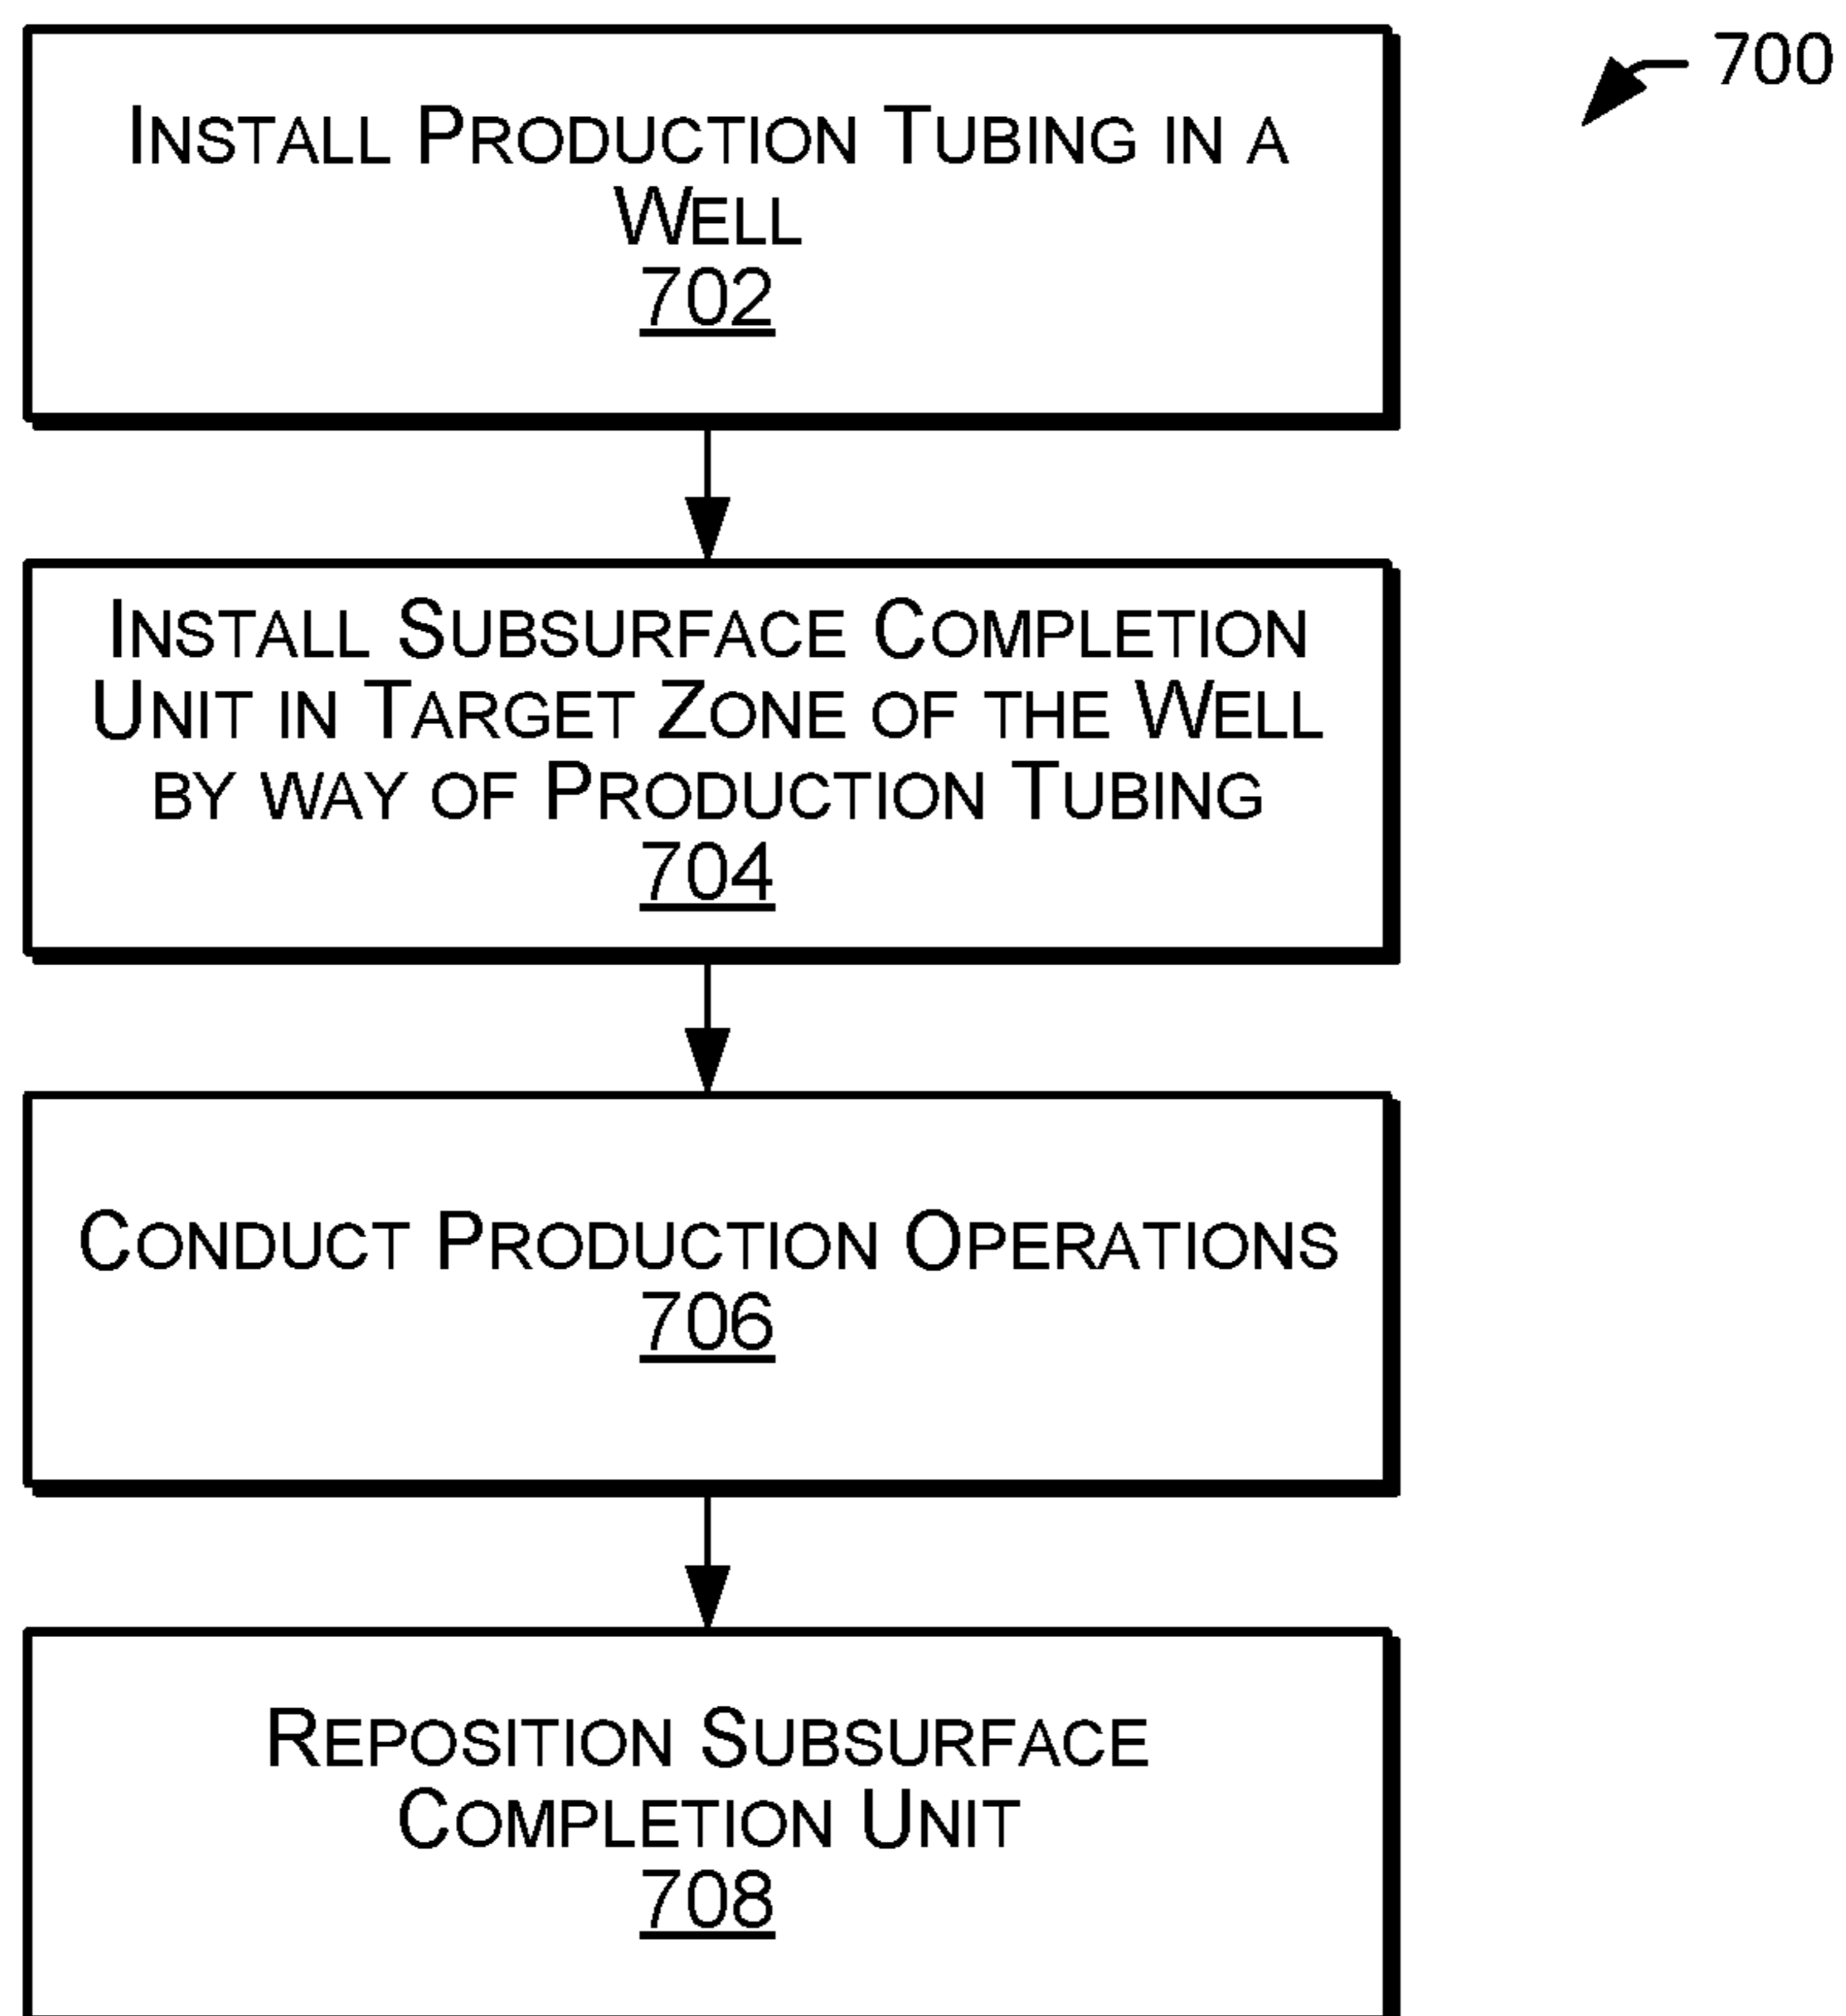 700
Install Production Tubing in a
Well
702
Install Subsurface Completion
Unit in Target Zone of the Well
by way of Production Tubing
704
Conduct Production Operations
706
Reposition Subsurface
Completion Unit
708